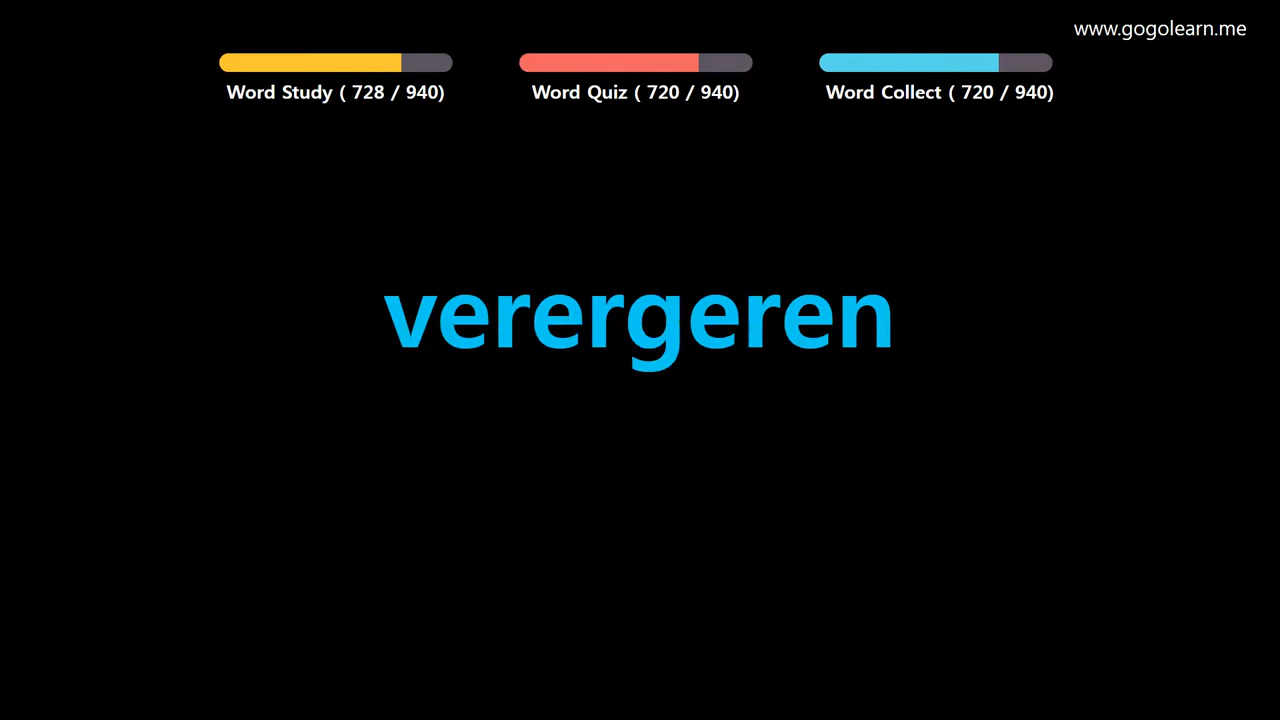 www.gogolearn.me
Word Study ( 728 / 940)
Word Quiz ( 720 / 940)
Word Collect ( 720 / 940)
verergeren